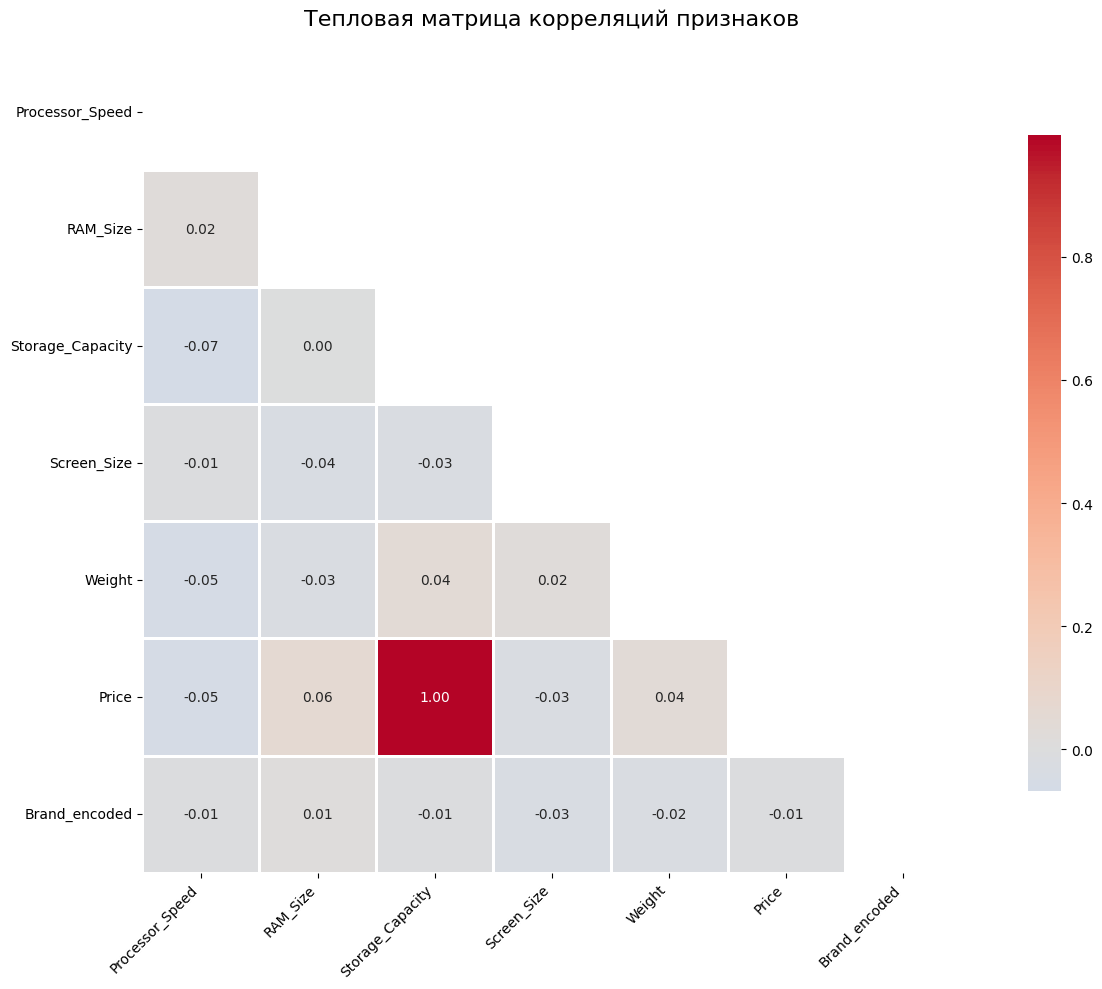 Тепловая матрица корреляций признаков
Processor_Speed
RAM_Size 0.02
Storage_Capacity -0.07 0.00
Screen_Size -0.01 -0.04 -0.03
Weight -0.05 -0.03 0.04 0.02
Price -0.05 0.06 1.00 -0.03 0.04
Brand_encoded -0.01 0.01 -0.01 -0.03 -0.02 -0.01
Processor_Speed RAM_Size Storage_Capacity Screen_Size Weight Price Brand_encoded
0.8
0.6
0.4
0.2
0.0